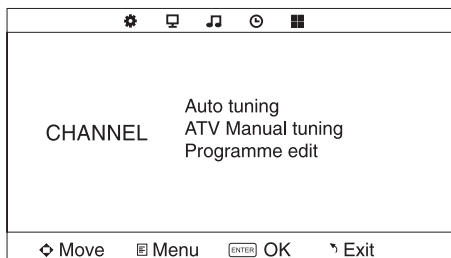 CHANNEL
Auto tuning
ATV Manual tuning
Programme edit
Move Menu ENTER OK Exit